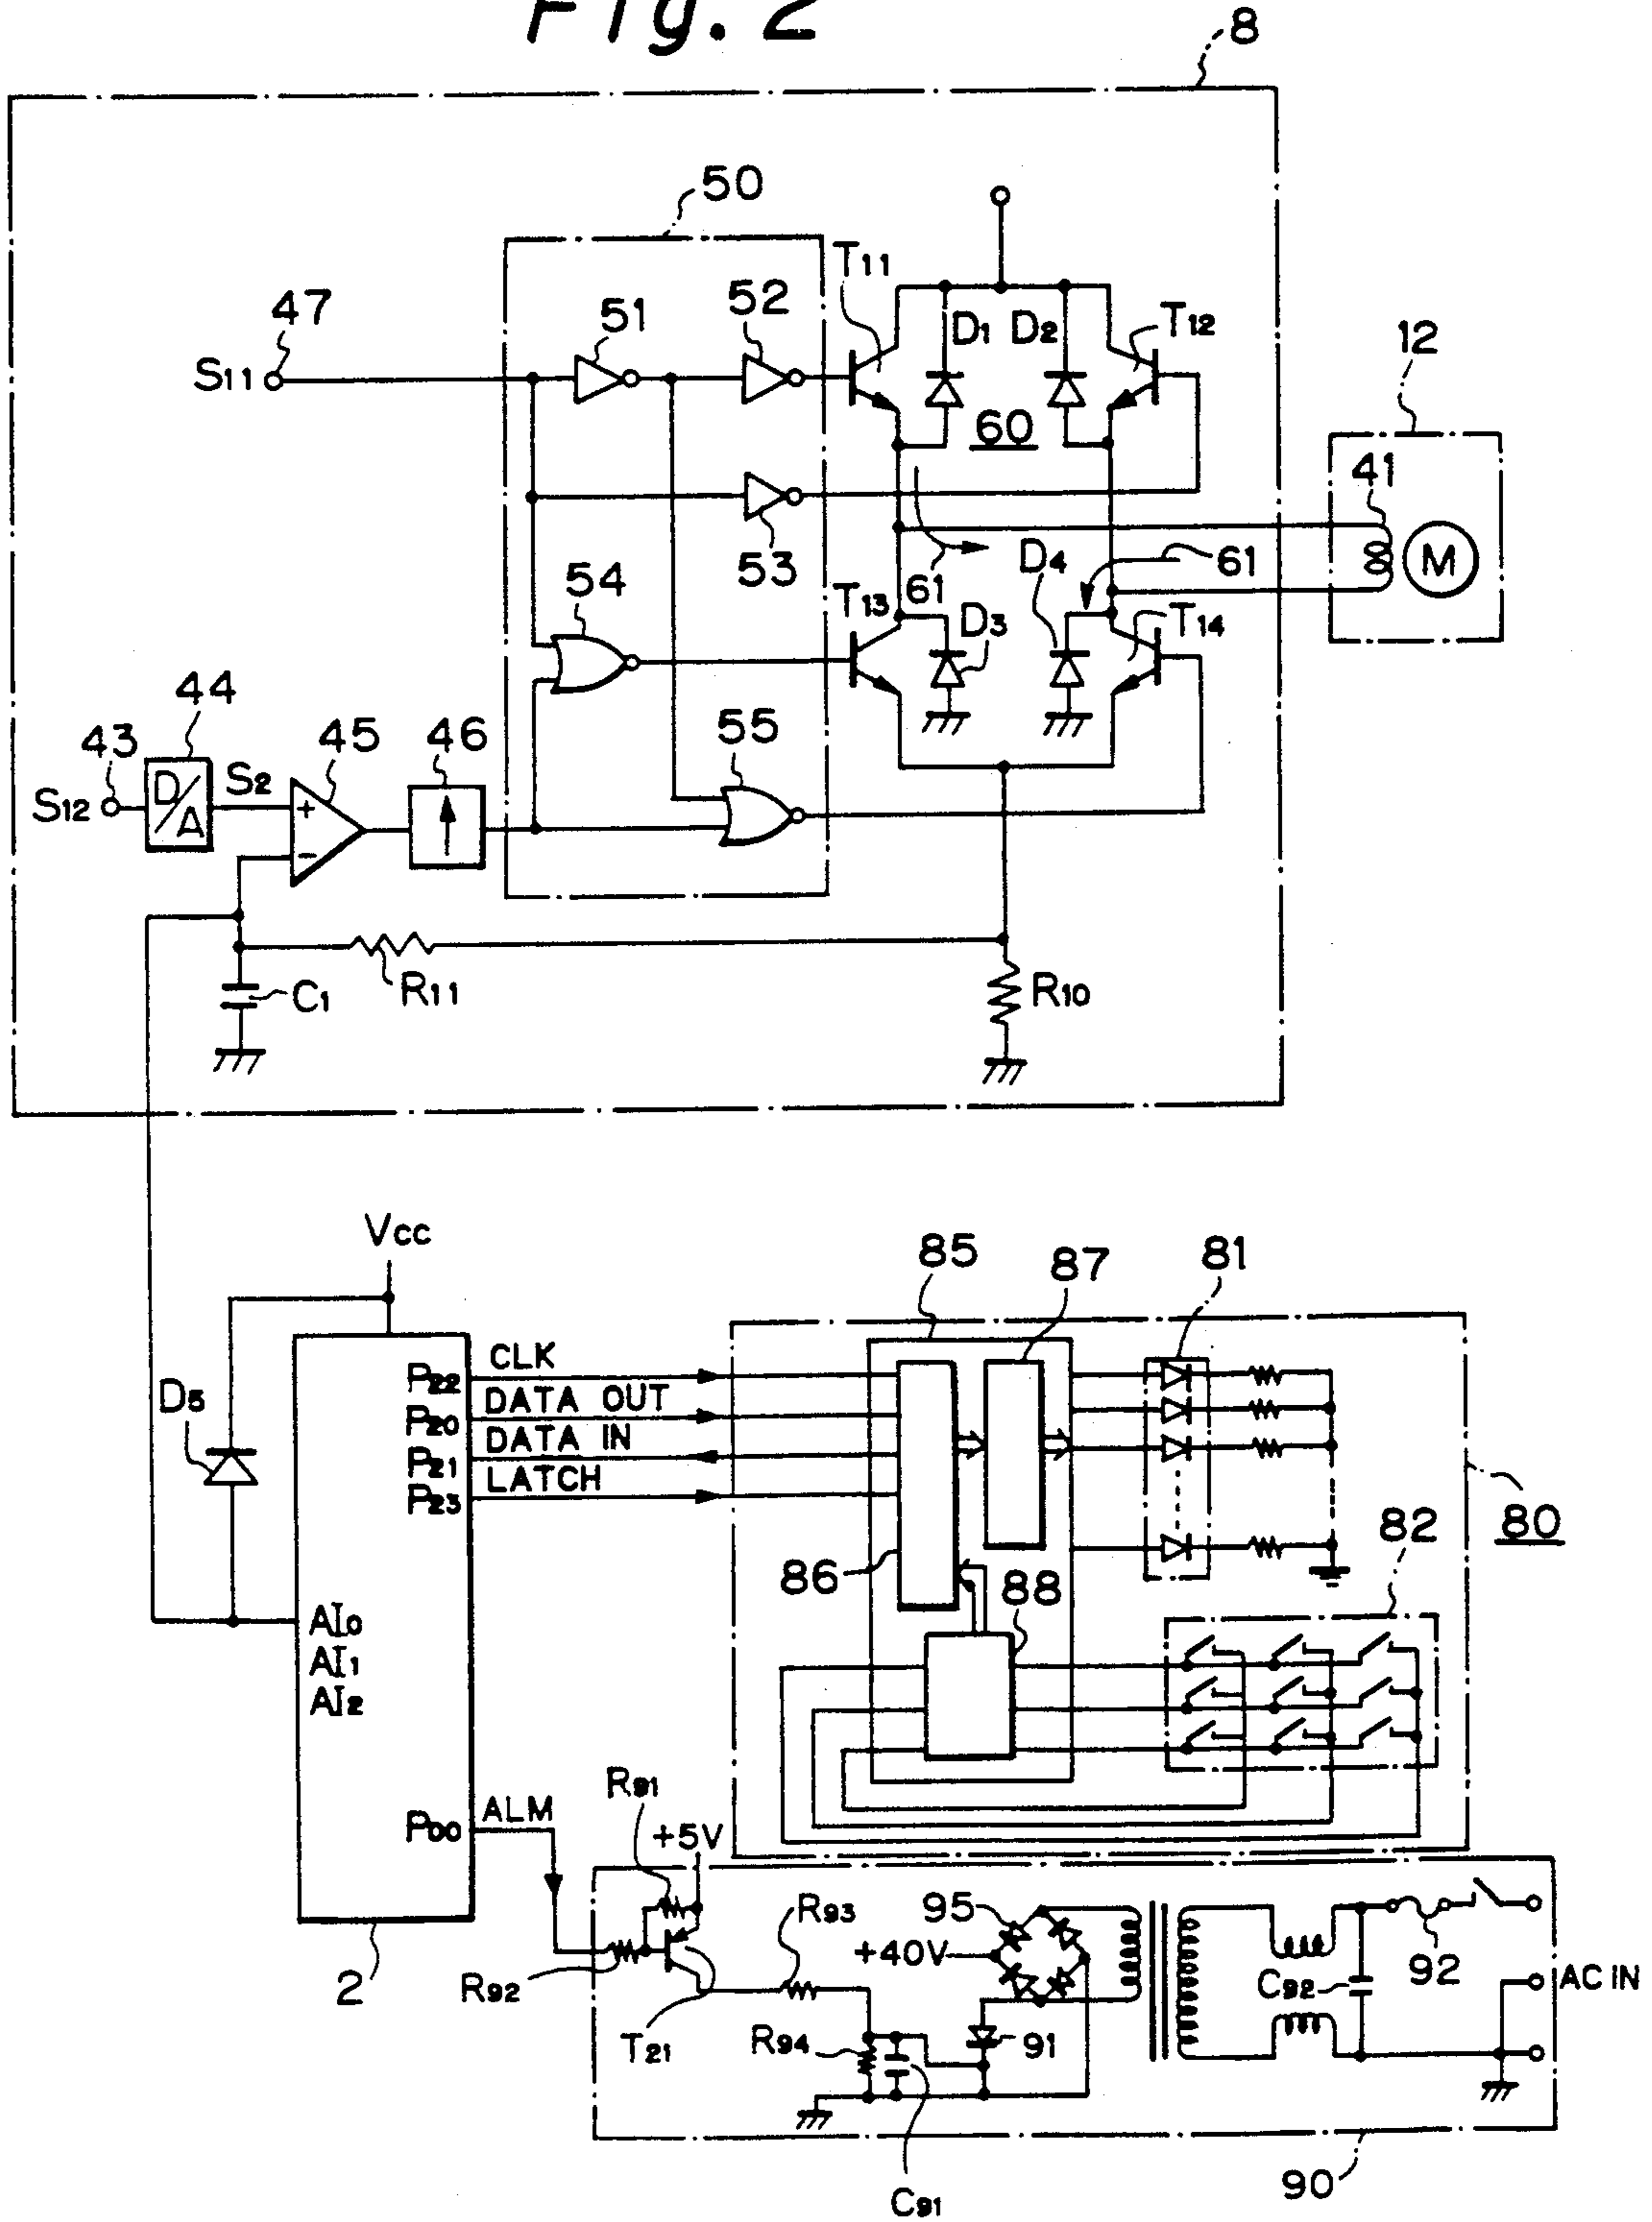 Fig. 2
8
50
T11
52
51
47
S11
D1 D2
T12
12
60
41
53
M
54
61
D4
61
T13
D3
T14
44
43
45
46
55
S12
D/A
S2
+
-
C1
R11
R10
Vcc
85
87
81
CLK
P22
DATA OUT
D5
P20
DATA IN
P21
LATCH
P23
80
82
86
88
AI0
AI1
AI2
R91
ALM
PD0
+5V
95
R93
+40V
92
AC IN
C92
2
R92
T21
R94
91
90
C91